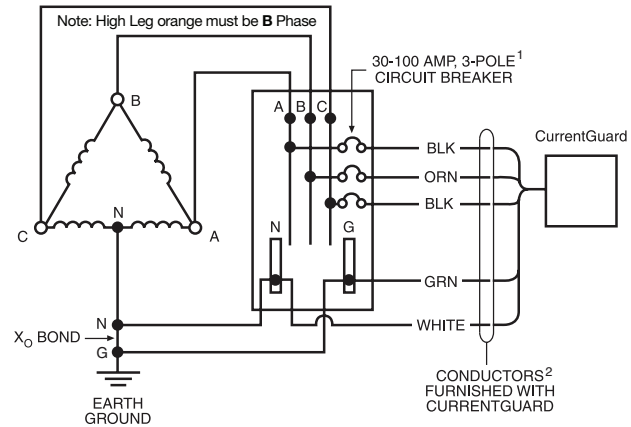 Note: High Leg orange must be B Phase
30-100 AMP, 3-POLE1
CIRCUIT BREAKER
A B C
B
CurrentGuard
BLK
ORN
BLK
N
C
A
N
G
GRN
N
WHITE
XO BOND
G
EARTH
GROUND
CONDUCTORS2
FURNISHED WITH
CURRENTGUARD